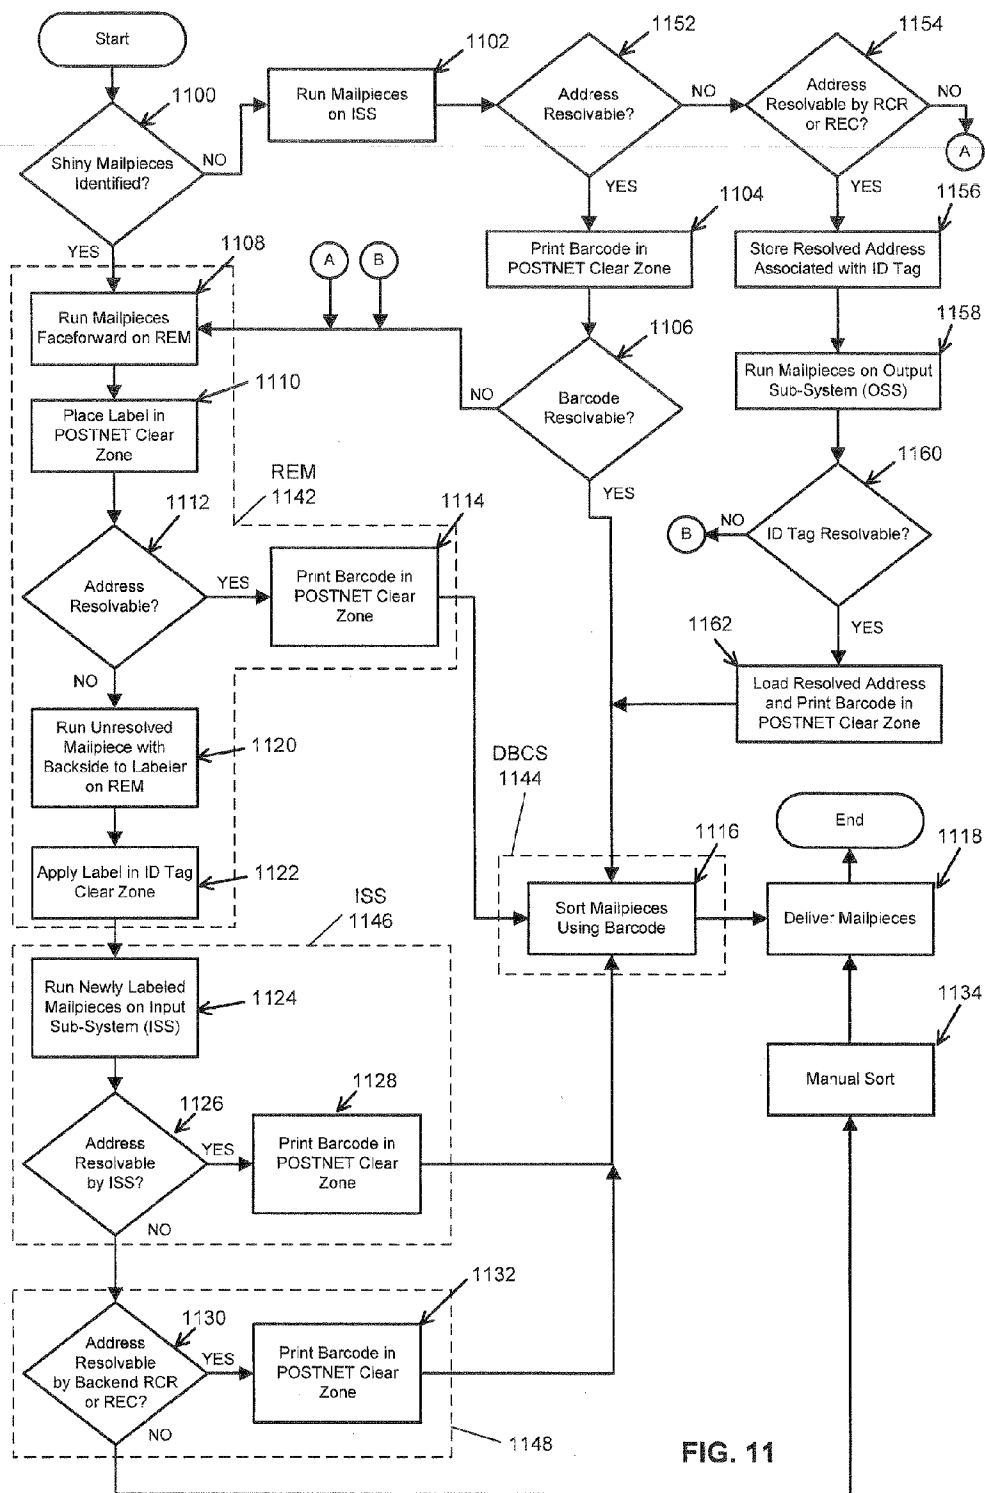 Start
1100
Shiny Mailpieces
Identified?
NO
YES
1102
Run Mailpieces
on ISS
1152
Address
Resolvable?
NO
YES
1154
Address
Resolvable by RCR
or REC?
NO
A
YES
1104
Print Barcode in
POSTNET Clear Zone
1156
Store Resolved Address
Associated with ID Tag
1108
Run Mailpieces
Faceforward on REM
A
B
1106
Barcode
Resolvable?
NO
YES
1158
Run Mailpieces on Output
Sub-System (OSS)
1110
Place Label in
POSTNET Clear
Zone
REM
1142
1160
ID Tag Resolvable?
NO
B
YES
1112
Address
Resolvable?
YES
NO
1114
Print Barcode in
POSTNET Clear
Zone
1162
Load Resolved Address
and Print Barcode in
POSTNET Clear Zone
Run Unresolved
Mailpiece with
Backside to Labeler
on REM
1120
DBCS
1144
End
1116
Sort Mailpieces
Using Barcode
1118
Deliver Mailpieces
Apply Label in ID Tag
Clear Zone
1122
ISS
1146
Run Newly Labeled
Mailpieces on Input
Sub-System (ISS)
1124
1134
Manual Sort
1126
Address
Resolvable
by ISS?
YES
NO
1128
Print Barcode in
POSTNET Clear
Zone
1130
Address
Resolvable
by Backend RCR
or REC?
YES
NO
1132
Print Barcode in
POSTNET Clear
Zone
1148
FIG. 11